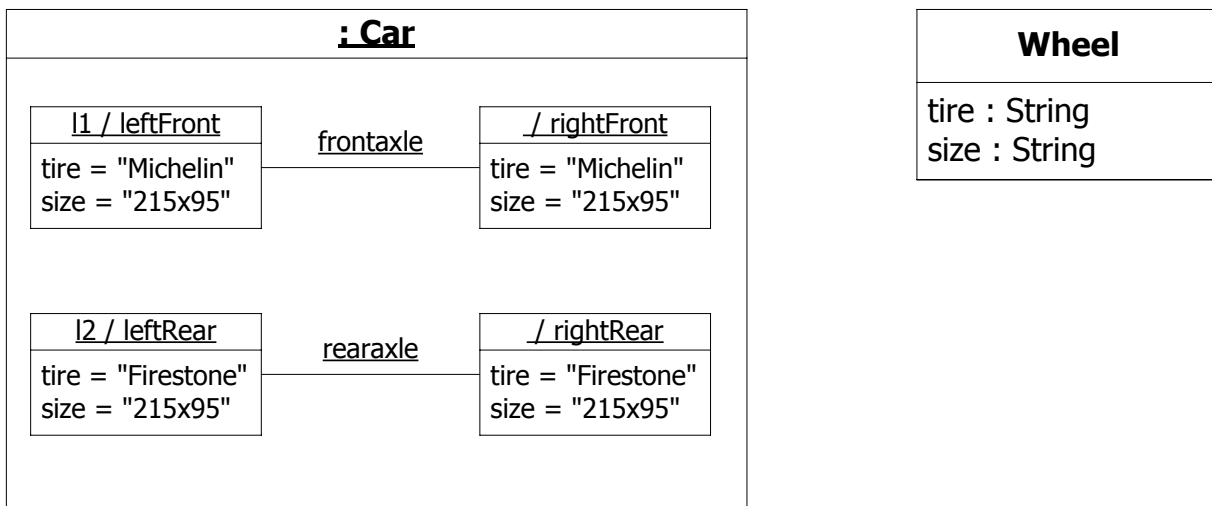 : Car
l1 / leftFront
tire = "Michelin"
size = "215x95"
frontaxle
/ rightFront
tire = "Michelin"
size = "215x95"
l2 / leftRear
tire = "Firestone"
size = "215x95"
rearaxle
/ rightRear
tire = "Firestone"
size = "215x95"
Wheel
tire : String
size : String